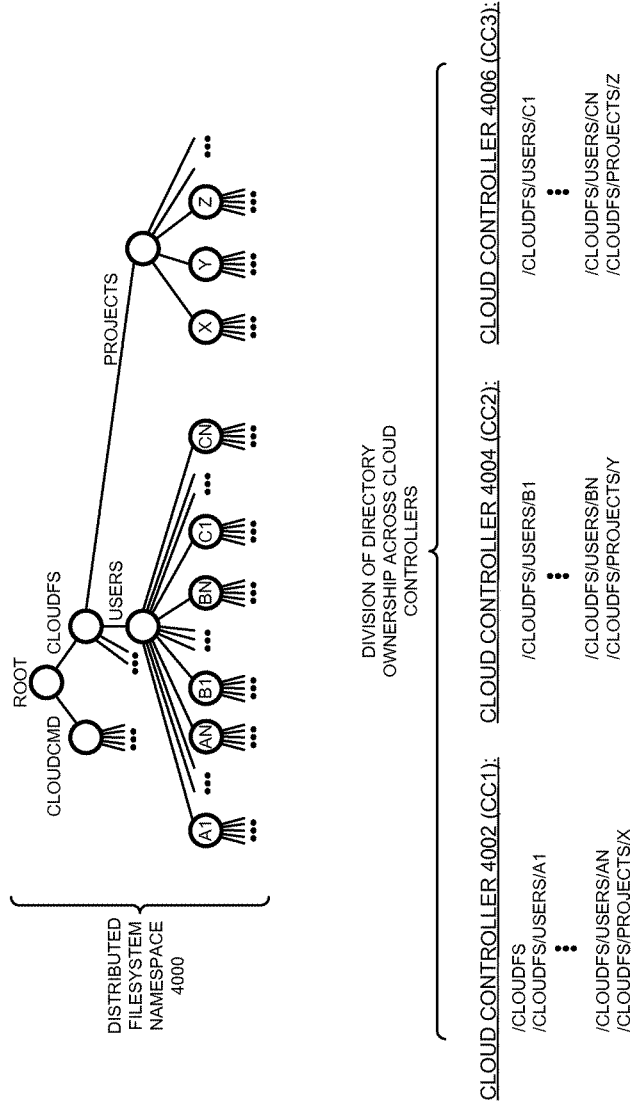 DISTRIBUTED
FILESYSTEM
NAMESPACE
4000
ROOT
CLOUDCMD
CLOUDFS
USERS
PROJECTS
•••
•••
A1
•••
AN
B1
•••
BN
C1
•••
CN
X
Y
Z
•••
•••
•••
•••
•••
•••
•••
•••
•••
•••
DIVISION OF DIRECTORY
OWNERSHIP ACROSS CLOUD
CONTROLLERS
CLOUD CONTROLLER 4002 (CC1):
/CLOUDFS
/CLOUDFS/USERS/A1
•••
/CLOUDFS/USERS/AN
/CLOUDFS/PROJECTS/X
CLOUD CONTROLLER 4004 (CC2):
/CLOUDFS/USERS/B1
•••
/CLOUDFS/USERS/BN
/CLOUDFS/PROJECTS/Y
CLOUD CONTROLLER 4006 (CC3):
/CLOUDFS/USERS/C1
•••
/CLOUDFS/USERS/CN
/CLOUDFS/PROJECTS/Z